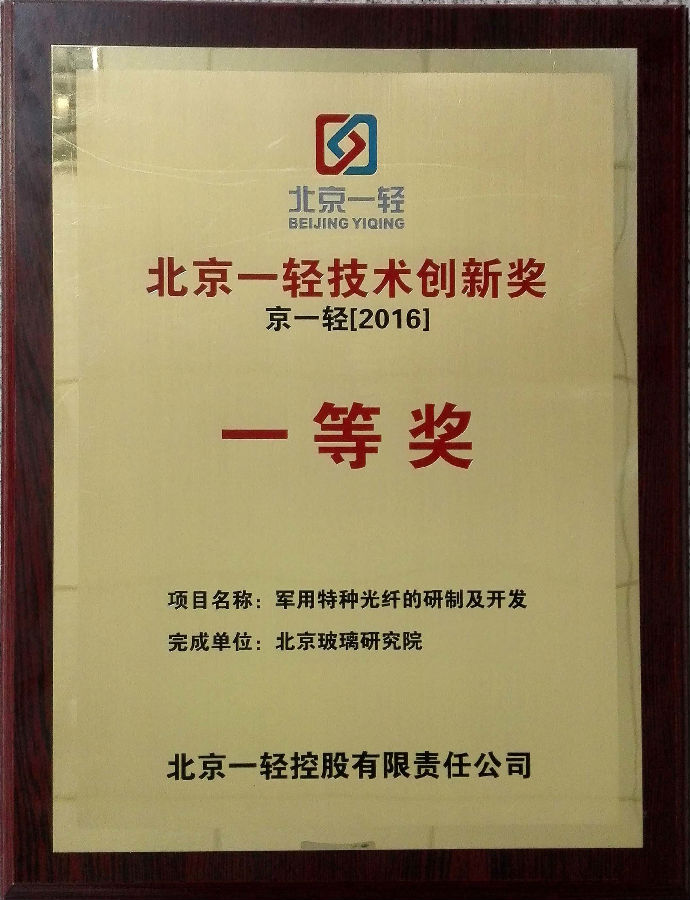 北京一轻
BEIJING YIQING
北京一轻技术创新奖
京一轻[2016]
一等奖
项目名称：军用特种光纤的研制及开发
完成单位：北京玻璃研究院
北京一轻控股有限责任公司